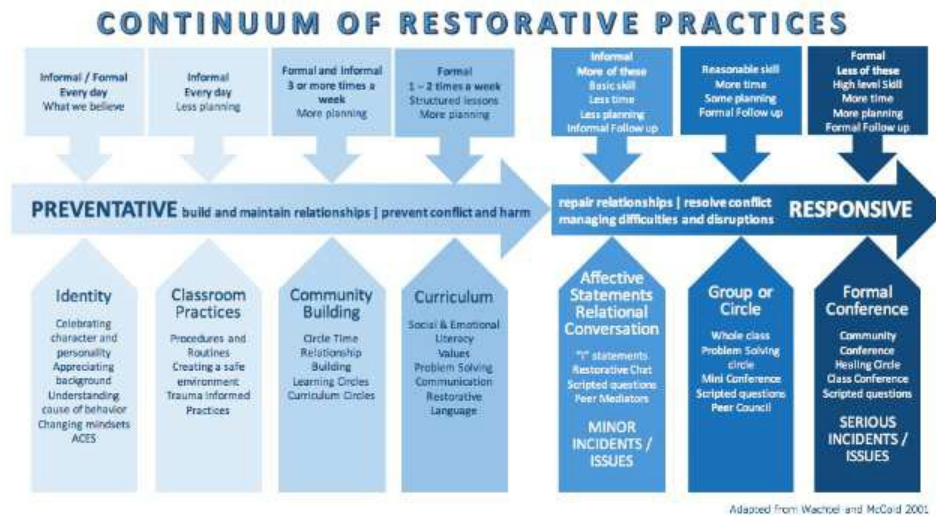 CONTINUUM OF RESTORATIVE PRACTICES
Informal / Formal
Every day
What we believe
Informal
Every day
Less planning
Formal and Informal
3 or more times a
week
More planning
Formal
1 – 2 times a week
Structured lessons
More planning
Informal
More of these
Basic skill
Less time
Less planning
Informal Follow up
Reasonable skill
More time
Some planning
Formal Follow up
Formal
Less of these
High level Skill
More time
More planning
Formal Follow up
PREVENTATIVE build and maintain relationships | prevent conflict and harm
repair relationships | resolve conflict
managing difficulties and disruptions
RESPONSIVE
Identity
Celebrating
character and
personality
Appreciating
background
Understanding
cause of behavior
Changing mindsets
ACES
Classroom
Practices
Procedures and
Routines
Creating a safe
environment
Trauma Informed
Practices
Community
Building
Circle Time
Relationship
Building
Learning Circles
Curriculum Circles
Curriculum
Social & Emotional
Literacy
Values
Problem Solving
Communication
Restorative
Language
Affective
Statements
Relational
Conversation
"I" statements
Restorative Chat
Scripted questions
Peer Mediators
MINOR
INCIDENTS /
ISSUES
Group or
Circle
Whole class
Problem Solving
circle
Mini Conference
Scripted questions
Peer Council
Formal
Conference
Community
Conference
Healing Circle
Class Conference
Scripted questions
SERIOUS
INCIDENTS /
ISSUES
Adapted from Wachtel and McCold 2001